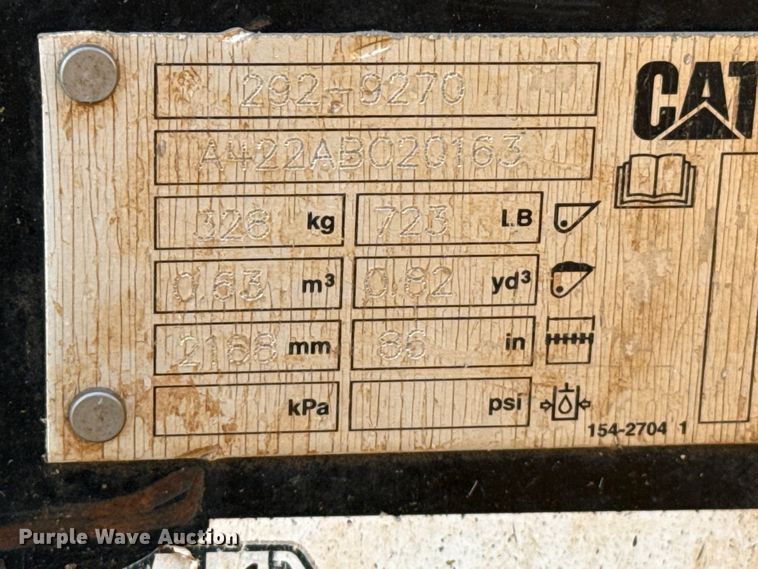 292-9270
CAT
A422ABC20163
328 kg 723 LB
0.63 m³ 0.82 yd³
2168 mm 85 in
kPa psi
154-2704 1
Purple Wave Auction